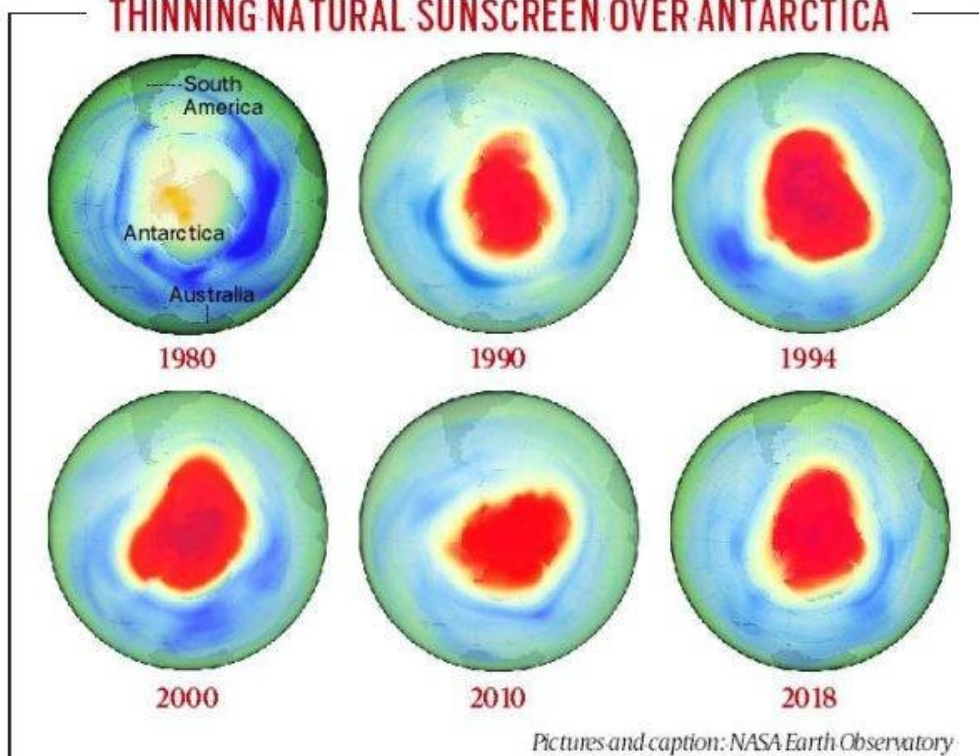 THINNING NATURAL SUNSCREEN OVER ANTARCTICA
South
America
Antarctica
Australia
1980
1990
1994
2000
2010
2018
Pictures and caption: NASA Earth Observatory